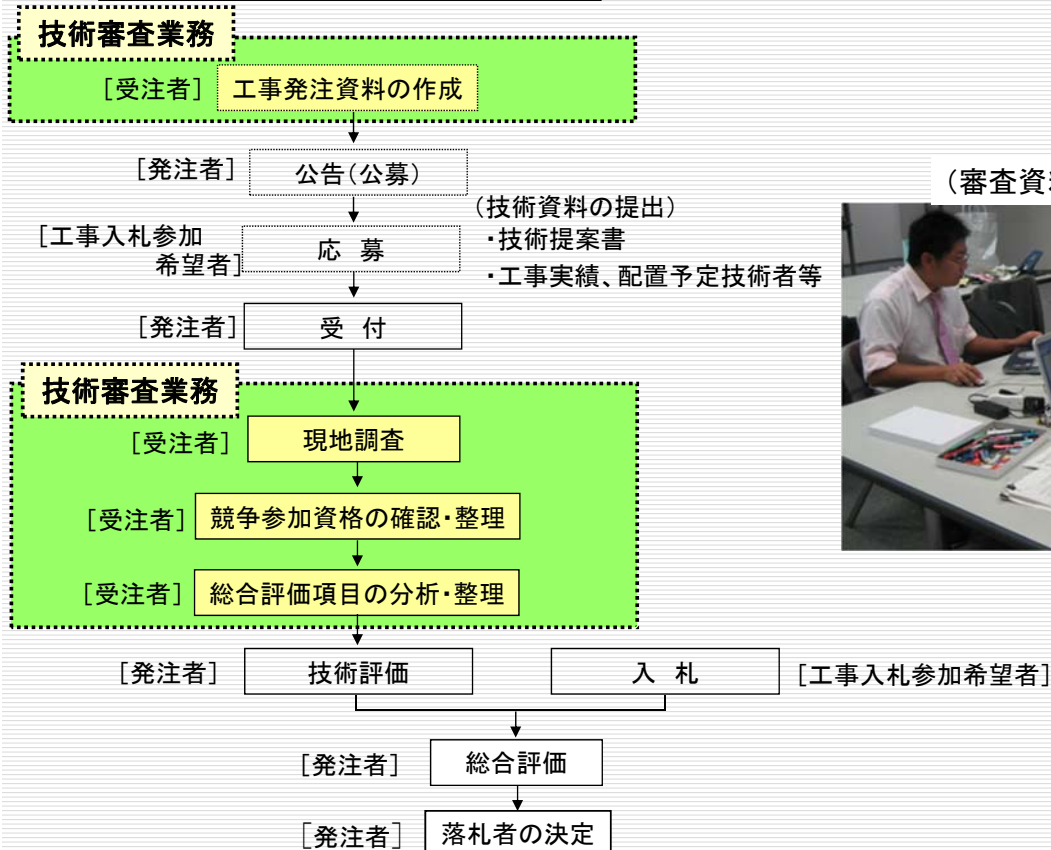 技術審査業務
［受注者］ 工事発注資料の作成
［発注者］ 公告（公募）
（技術資料の提出）
［工事入札参加
希望者］
応　募
・技術提案書
・工事実績、配置予定技術者等
［発注者］ 受　付
（審査資
技術審査業務
［受注者］ 現地調査
［受注者］ 競争参加資格の確認・整理
［受注者］ 総合評価項目の分析・整理
［発注者］ 技術評価
入　札 ［工事入札参加希望者］
［発注者］ 総合評価
［発注者］ 落札者の決定